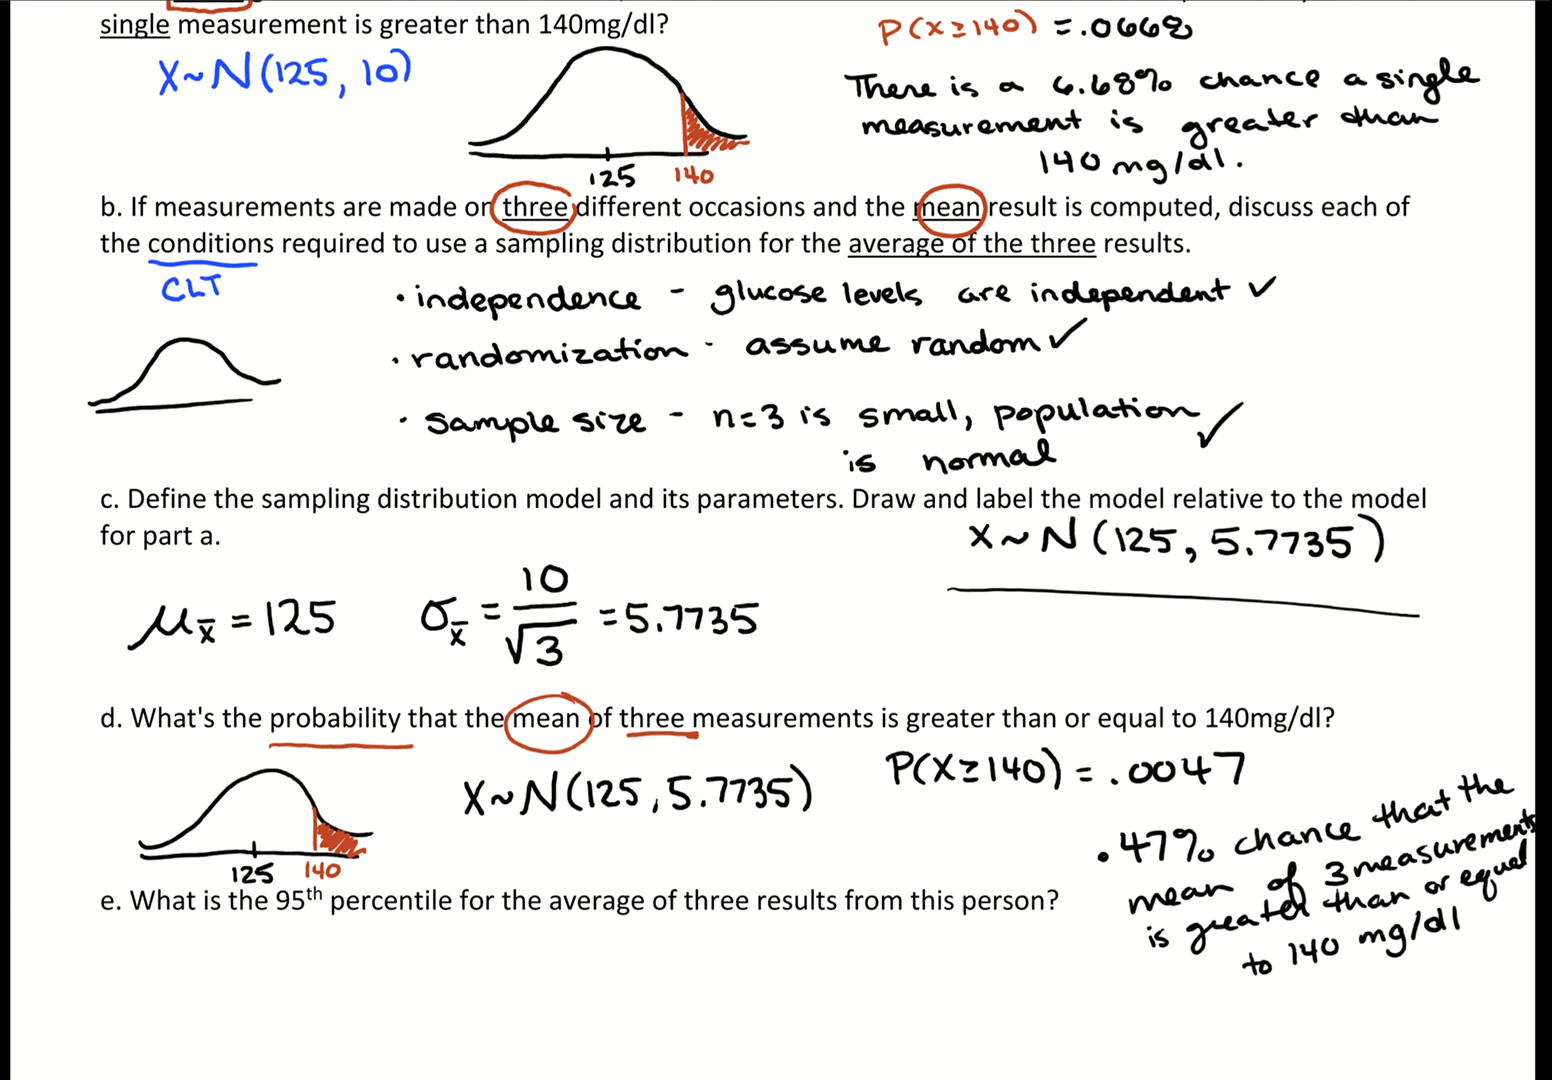 single measurement is greater than 140mg/dl?
P(X≥140) = .0668
X~N(125, 10)
There is a 6.68% chance a single
measurement is greater than
140 mg/dl.
125 140
b. If measurements are made on three different occasions and the mean result is computed, discuss each of
the conditions required to use a sampling distribution for the average of the three results.
CLT
• independence - glucose levels are independent ✓
• randomization - assume random ✓
• sample size - n=3 is small, population ✓
is normal
c. Define the sampling distribution model and its parameters. Draw and label the model relative to the model
for part a.
X~N(125, 5.7735)
μx̄ = 125 σx̄ = 10/√3 = 5.7735
d. What's the probability that the mean of three measurements is greater than or equal to 140mg/dl?
X~N(125, 5.7735)
P(X≥140) = .0047
125 140
.47% chance that the
mean of 3 measurements
is greater than or equal
to 140 mg/dl
e. What is the 95th percentile for the average of three results from this person?